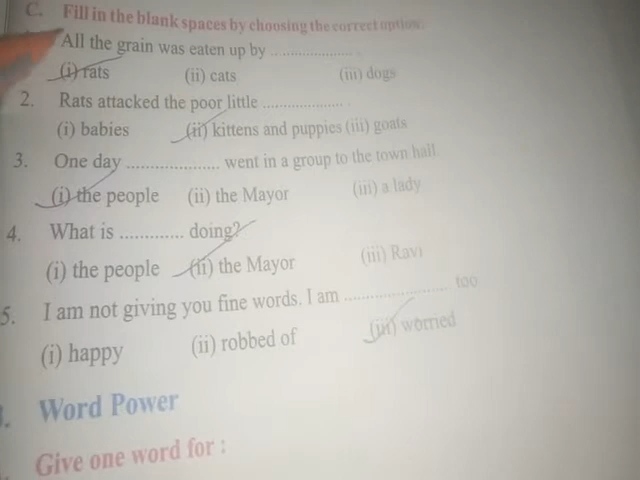 C. Fill in the blank spaces by choosing the correct option.
All the grain was eaten up by .................... .
(i) rats (ii) cats (iii) dogs
2. Rats attacked the poor little .................... .
(i) babies (ii) kittens and puppies (iii) goats
3. One day .................... went in a group to the town hall.
(i) the people (ii) the Mayor (iii) a lady
4. What is ............. doing?
(i) the people (ii) the Mayor (iii) Ravi
5. I am not giving you fine words. I am ...................... too
(i) happy (ii) robbed of (iii) worried
Word Power
Give one word for :